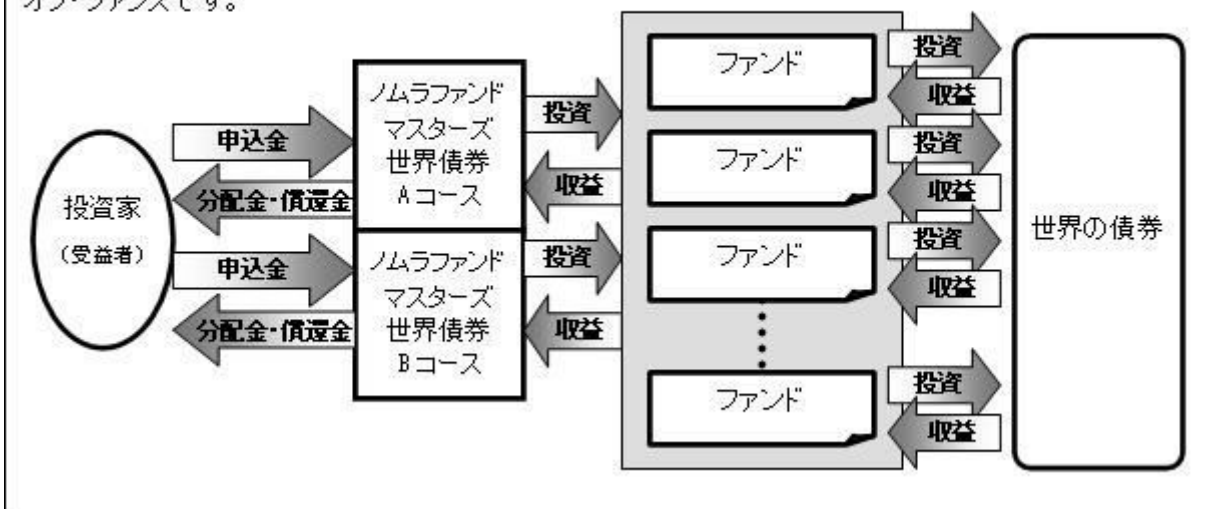 オブ・ファンズです。
投資家
(受益者)
申込金
分配金・償還金
申込金
分配金・償還金
ノムラファンド
マスターズ
世界債券
Aコース
ノムラファンド
マスターズ
世界債券
Bコース
投資
収益
投資
収益
ファンド
ファンド
ファンド
ファンド
投資
収益
投資
収益
投資
収益
投資
収益
世界の債券